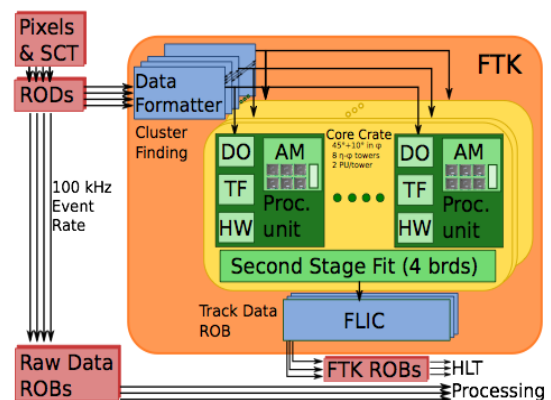 Pixels
& SCT
RODs
Data
Formatter
Cluster
Finding
FTK
100 kHz
Event
Rate
Core Crate
45°+10° in φ
8 η-φ towers
2 PU/tower
DO
AM
TF
HW
Proc.
unit
DO
AM
TF
HW
Proc.
unit
Second Stage Fit (4 brds)
Track Data
ROB
FLIC
Raw Data
ROBs
FTK ROBs
HLT
Processing